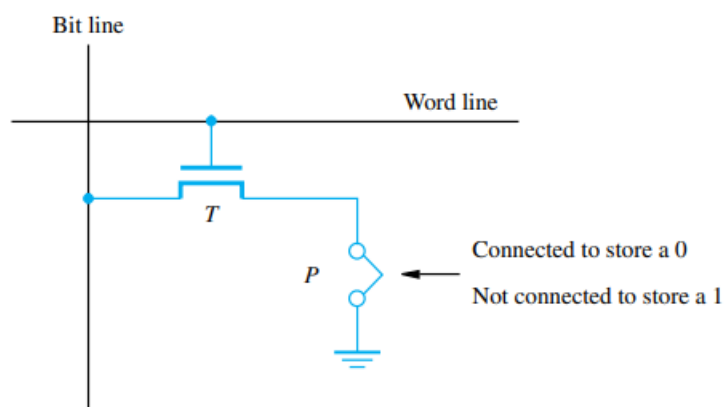 Bit line
Word line
T
Connected to store a 0
P
Not connected to store a 1